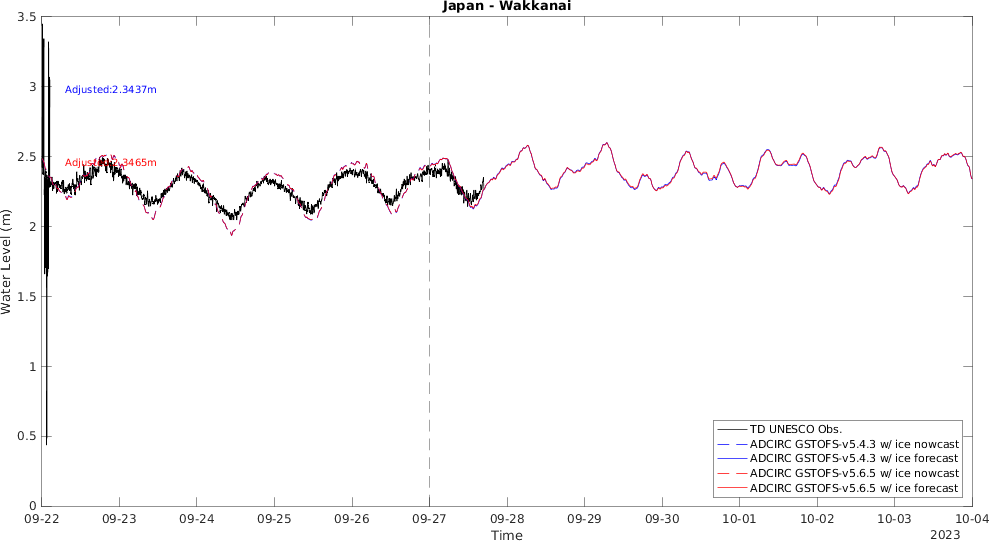 Japan - Wakkanai
Water Level (m)
3.5
3
2.5
2
1.5
1
0.5
0
Adjusted:2.3437m
Adjusted:2.3465m
TD UNESCO Obs.
ADCIRC GSTOFS-v5.4.3 w/ ice nowcast
ADCIRC GSTOFS-v5.4.3 w/ ice forecast
ADCIRC GSTOFS-v5.6.5 w/ ice nowcast
ADCIRC GSTOFS-v5.6.5 w/ ice forecast
09-22 09-23 09-24 09-25 09-26 09-27 09-28 09-29 09-30 10-01 10-02 10-03 10-04
Time
2023